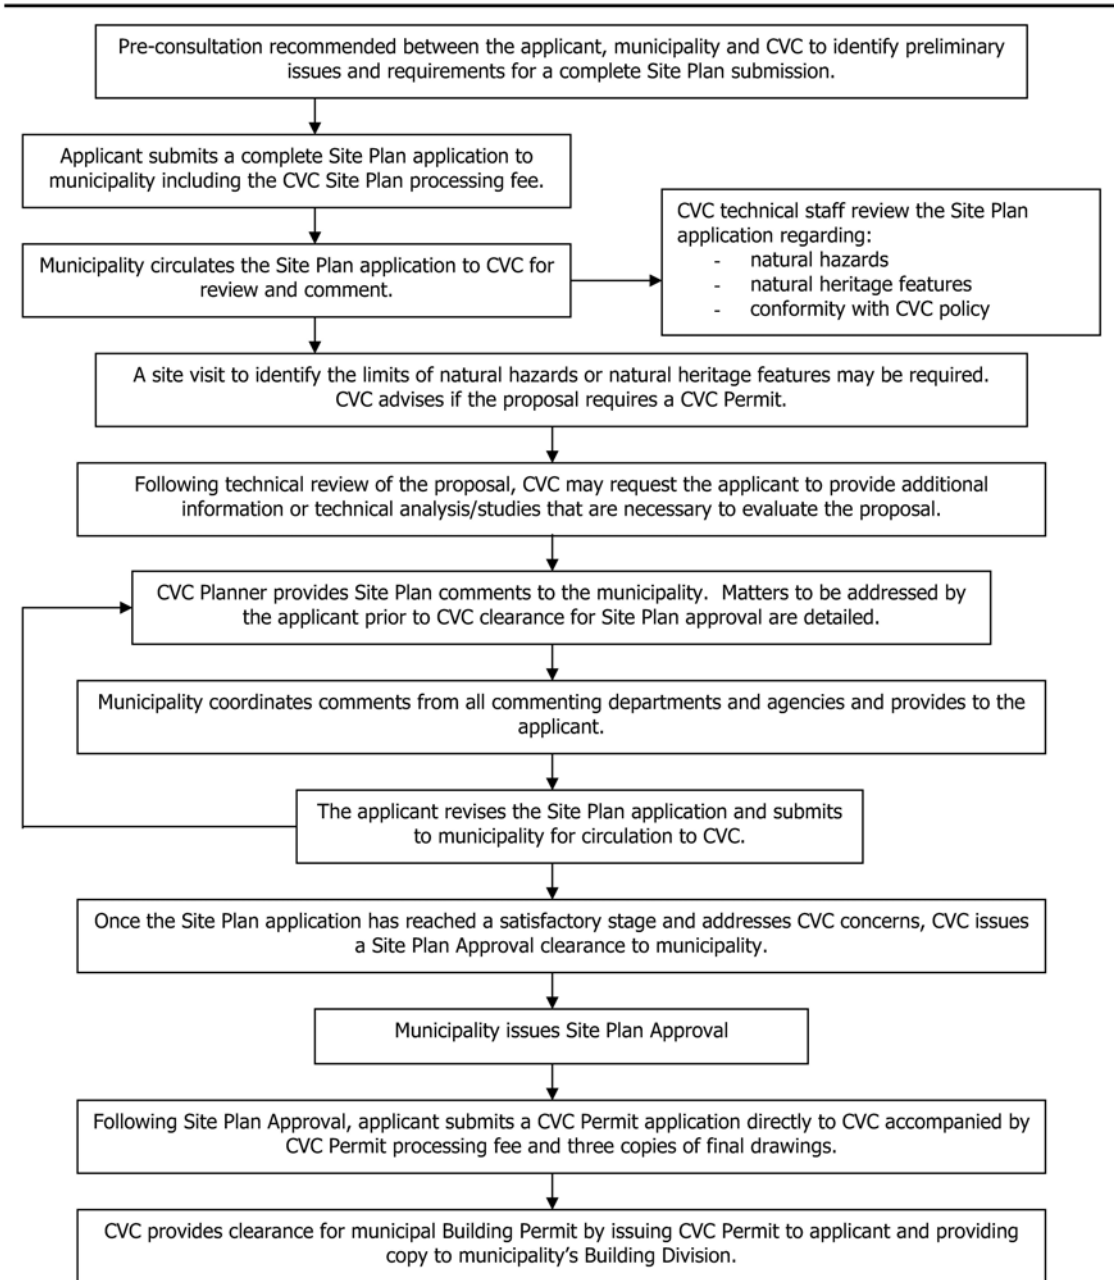 Pre-consultation recommended between the applicant, municipality and CVC to identify preliminary
issues and requirements for a complete Site Plan submission.
Applicant submits a complete Site Plan application to
municipality including the CVC Site Plan processing fee.
CVC technical staff review the Site Plan
application regarding:
- natural hazards
- natural heritage features
- conformity with CVC policy
Municipality circulates the Site Plan application to CVC for
review and comment.
A site visit to identify the limits of natural hazards or natural heritage features may be required.
CVC advises if the proposal requires a CVC Permit.
Following technical review of the proposal, CVC may request the applicant to provide additional
information or technical analysis/studies that are necessary to evaluate the proposal.
CVC Planner provides Site Plan comments to the municipality.  Matters to be addressed by
the applicant prior to CVC clearance for Site Plan approval are detailed.
Municipality coordinates comments from all commenting departments and agencies and provides to the
applicant.
The applicant revises the Site Plan application and submits
to municipality for circulation to CVC.
Once the Site Plan application has reached a satisfactory stage and addresses CVC concerns, CVC issues
a Site Plan Approval clearance to municipality.
Municipality issues Site Plan Approval
Following Site Plan Approval, applicant submits a CVC Permit application directly to CVC accompanied by
CVC Permit processing fee and three copies of final drawings.
CVC provides clearance for municipal Building Permit by issuing CVC Permit to applicant and providing
copy to municipality's Building Division.